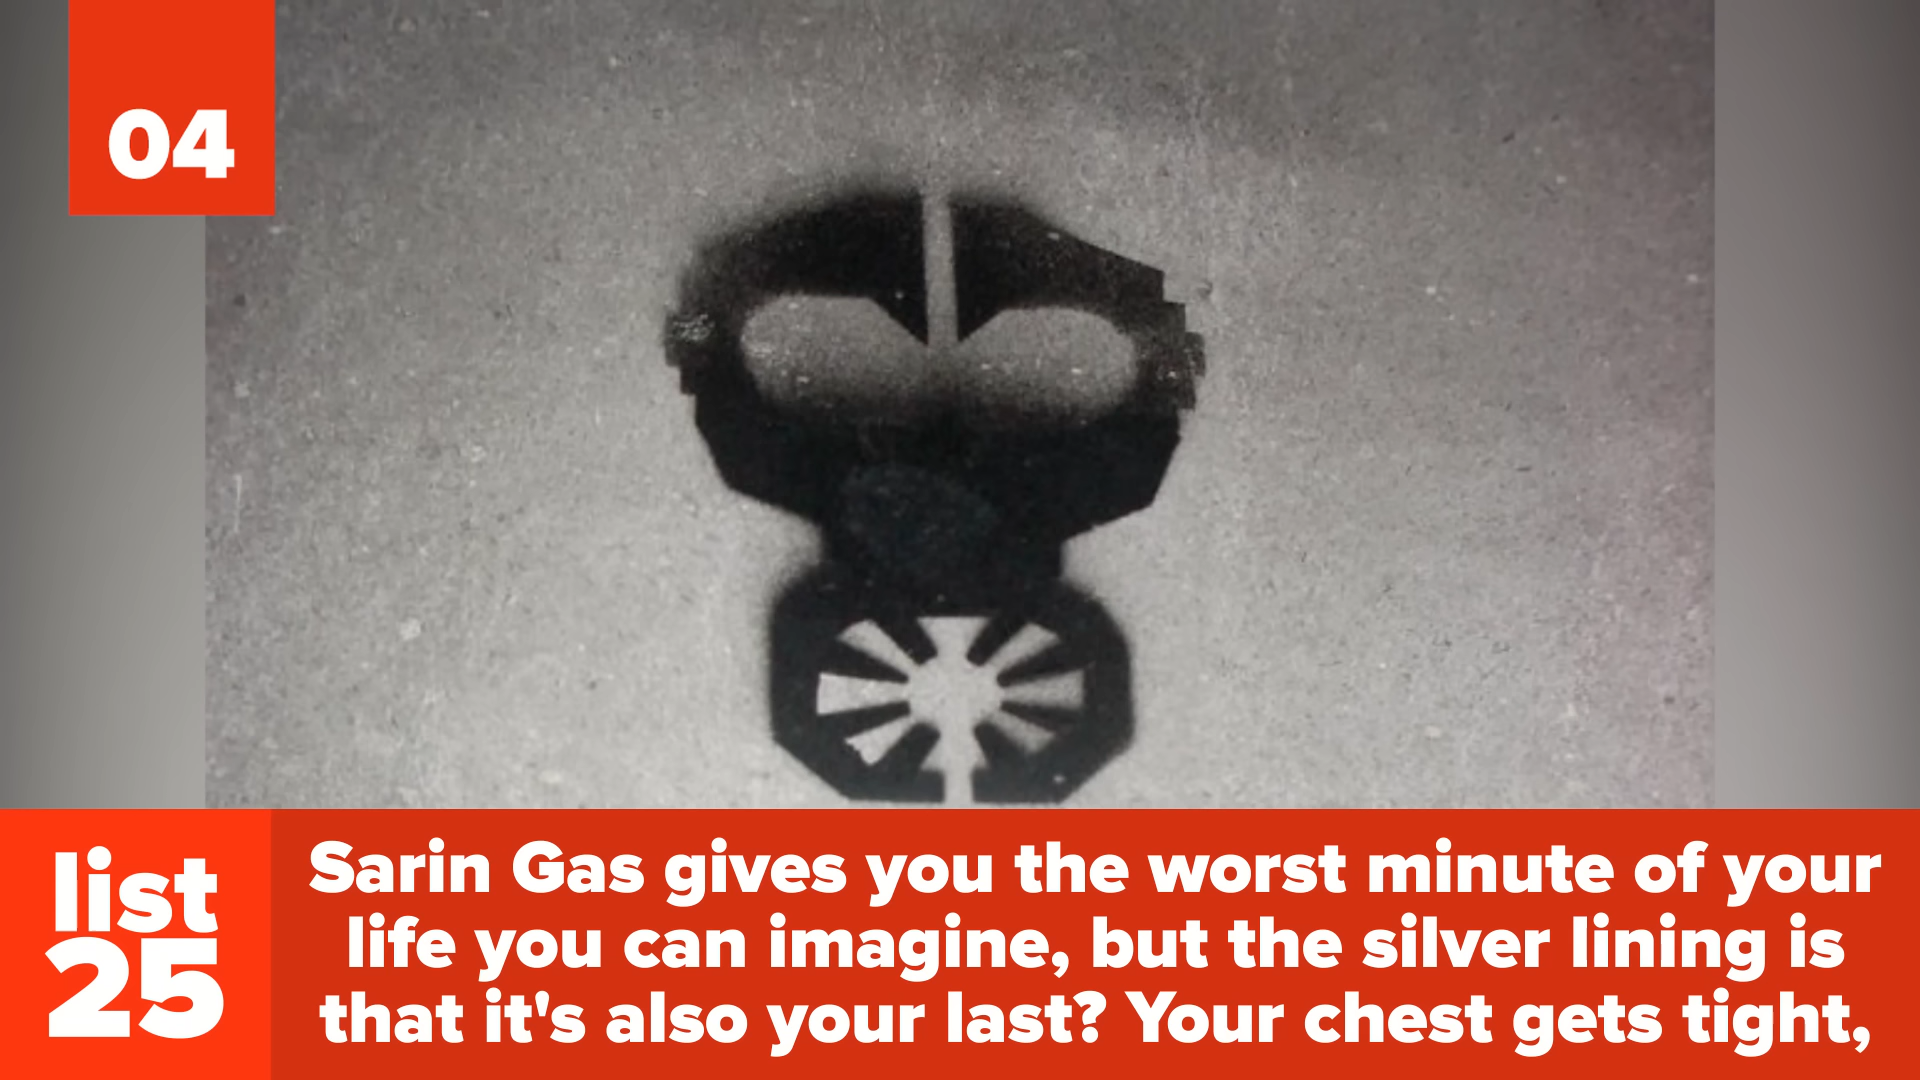 04
list
25
Sarin Gas gives you the worst minute of your
life you can imagine, but the silver lining is
that it's also your last? Your chest gets tight,